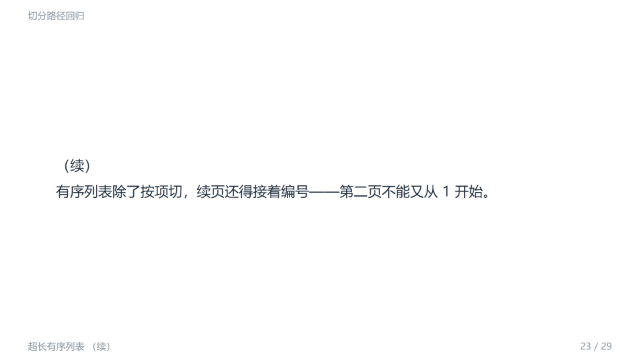 切分路径回归
（续）
有序列表除了按项切，续页还得接着编号——第二页不能又从 1 开始。
超长有序列表 （续）
23 / 29